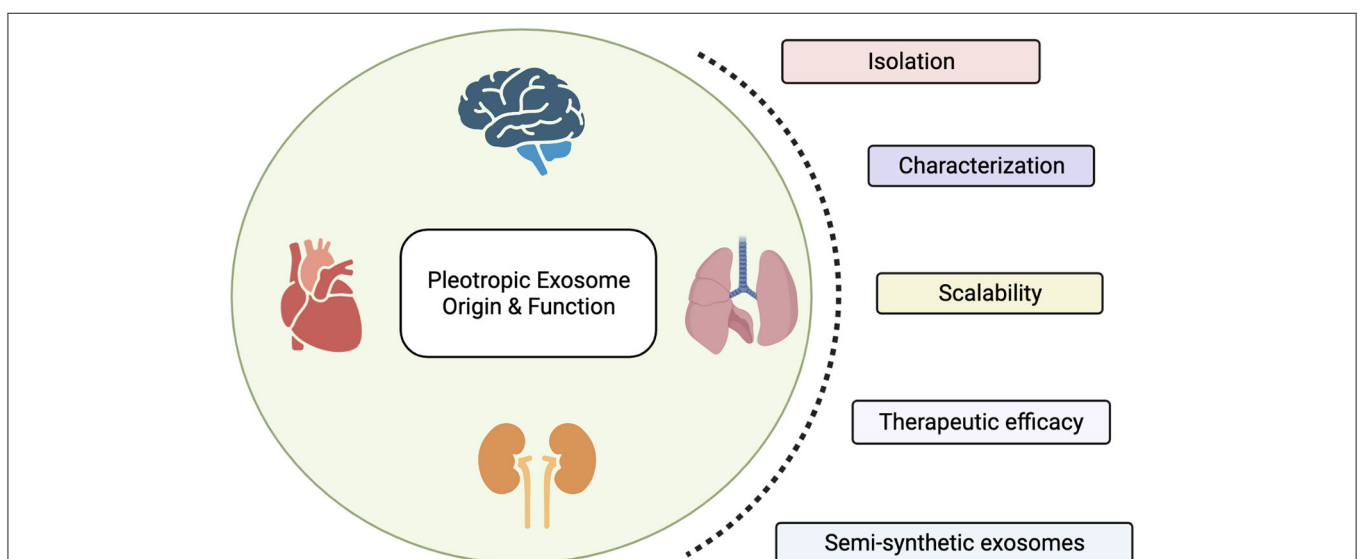 Isolation
Characterization
Pleotropic Exosome
Origin & Function
Scalability
Therapeutic efficacy
Semi-synthetic exosomes